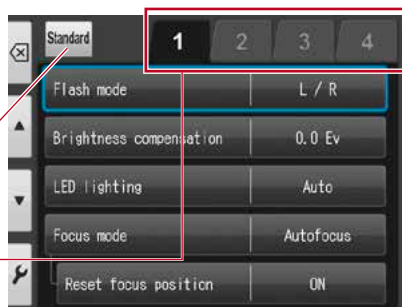 Standard 1 2 3 4
Flash mode L / R
Brightness compensation 0.0 Ev
LED lighting Auto
Focus mode Autofocus
Reset focus position ON